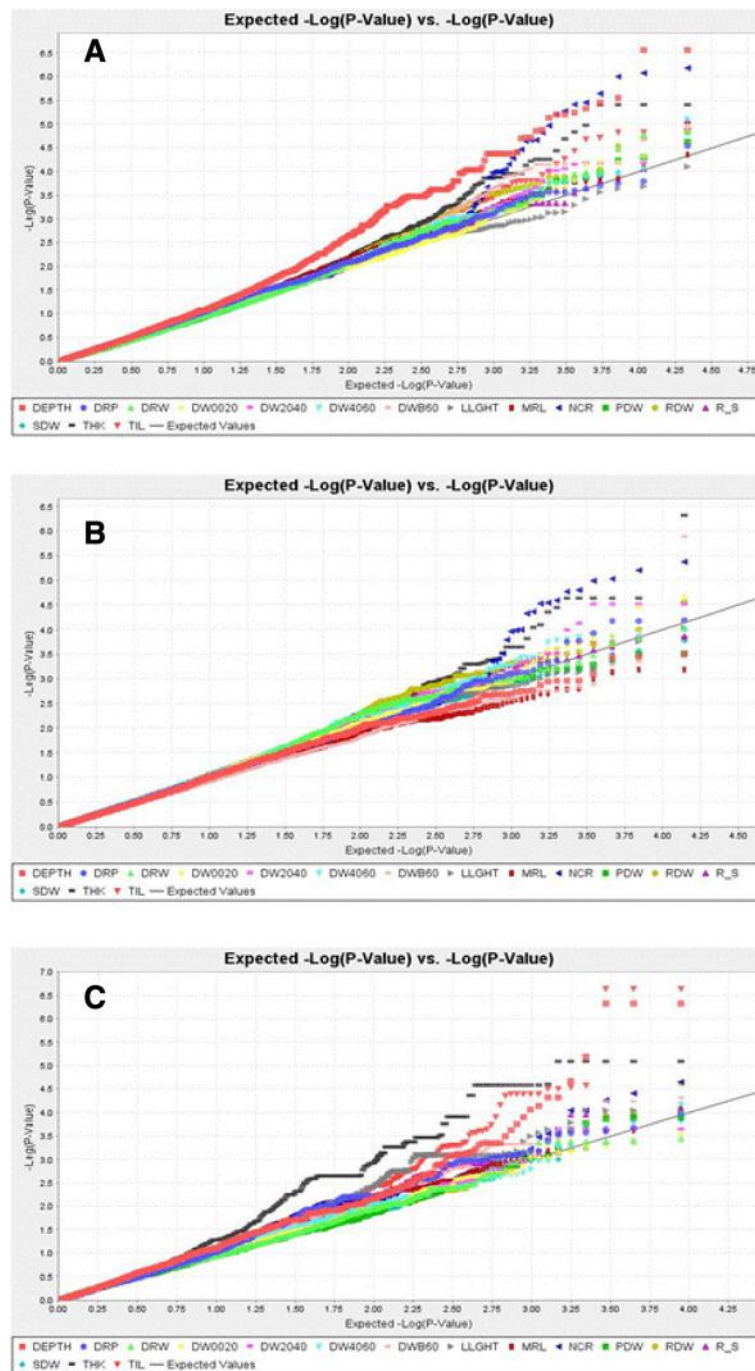 Expected -Log(P-Value) vs. -Log(P-Value)
A
6.5
6.0
5.5
5.0
4.5
4.0
3.5
3.0
2.5
2.0
1.5
1.0
0.5
0.0
-Log(P-Value)
0.00 0.25 0.50 0.75 1.00 1.25 1.50 1.75 2.00 2.25 2.50 2.75 3.00 3.25 3.50 3.75 4.00 4.25 4.50 4.75
Expected -Log(P-Value)
DEPTH DRP DRW DW0020 DW2040 DW4060 DWB60 LLGHT MRL NCR PDW RDW R_S
SDW THK TIL Expected Values
Expected -Log(P-Value) vs. -Log(P-Value)
B
6.5
6.0
5.5
5.0
4.5
4.0
3.5
3.0
2.5
2.0
1.5
1.0
0.5
0.0
-Log(P-Value)
0.00 0.25 0.50 0.75 1.00 1.25 1.50 1.75 2.00 2.25 2.50 2.75 3.00 3.25 3.50 3.75 4.00 4.25 4.50
Expected -Log(P-Value)
DEPTH DRP DRW DW0020 DW2040 DW4060 DWB60 LLGHT MRL NCR PDW RDW R_S
SDW THK TIL Expected Values
Expected -Log(P-Value) vs. -Log(P-Value)
C
7.0
6.5
6.0
5.5
5.0
4.5
4.0
3.5
3.0
2.5
2.0
1.5
1.0
0.5
0.0
-Log(P-Value)
0.00 0.25 0.50 0.75 1.00 1.25 1.50 1.75 2.00 2.25 2.50 2.75 3.00 3.25 3.50 3.75 4.00 4.25
Expected -Log(P-Value)
DEPTH DRP DRW DW0020 DW2040 DW4060 DWB60 LLGHT MRL NCR PDW RDW R_S
SDW THK TIL Expected Values